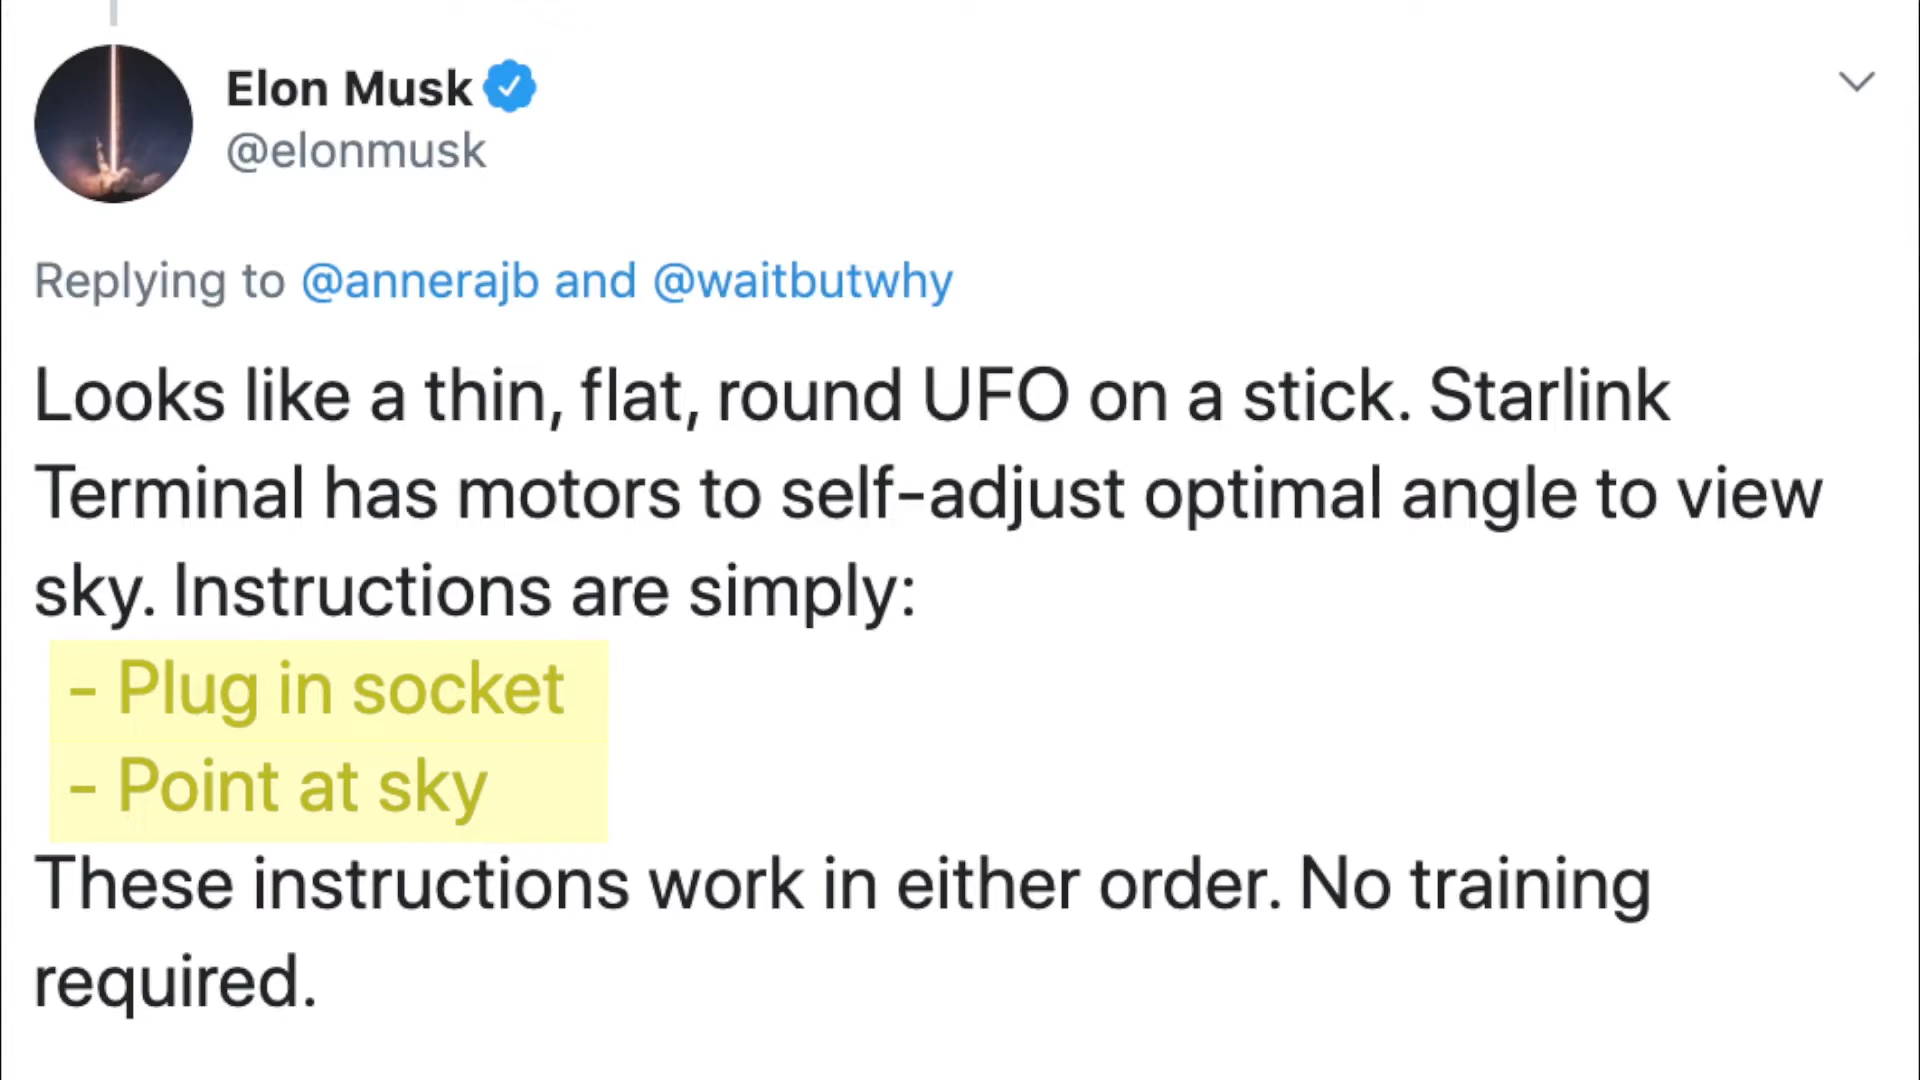 Elon Musk
@elonmusk
Replying to @annerajb and @waitbutwhy
Looks like a thin, flat, round UFO on a stick. Starlink
Terminal has motors to self-adjust optimal angle to view
sky. Instructions are simply:
- Plug in socket
- Point at sky
These instructions work in either order. No training
required.